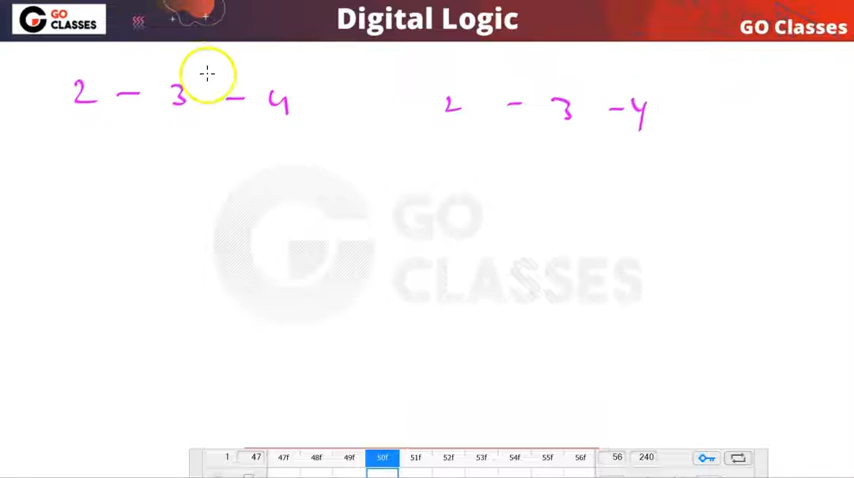 GO
CLASSES
Digital Logic
GO Classes
2 - 3 - 4
2 - 3 - 4
GO
CLASSES
1 47 47f 48f 49f 50f 51f 52f 53f 54f 55f 56f 56 240